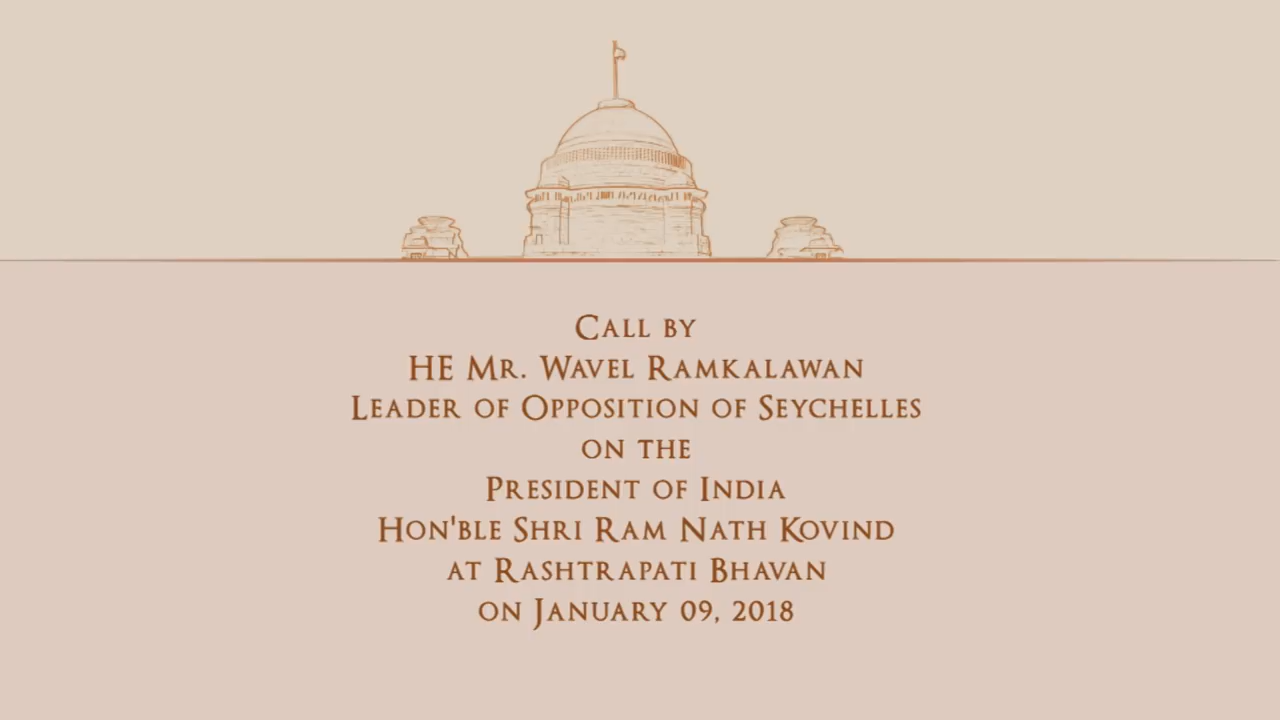 Call by
HE Mr. Wavel Ramkalawan
Leader of Opposition of Seychelles
on the
President of India
Hon'ble Shri Ram Nath Kovind
at Rashtrapati Bhavan
on January 09, 2018